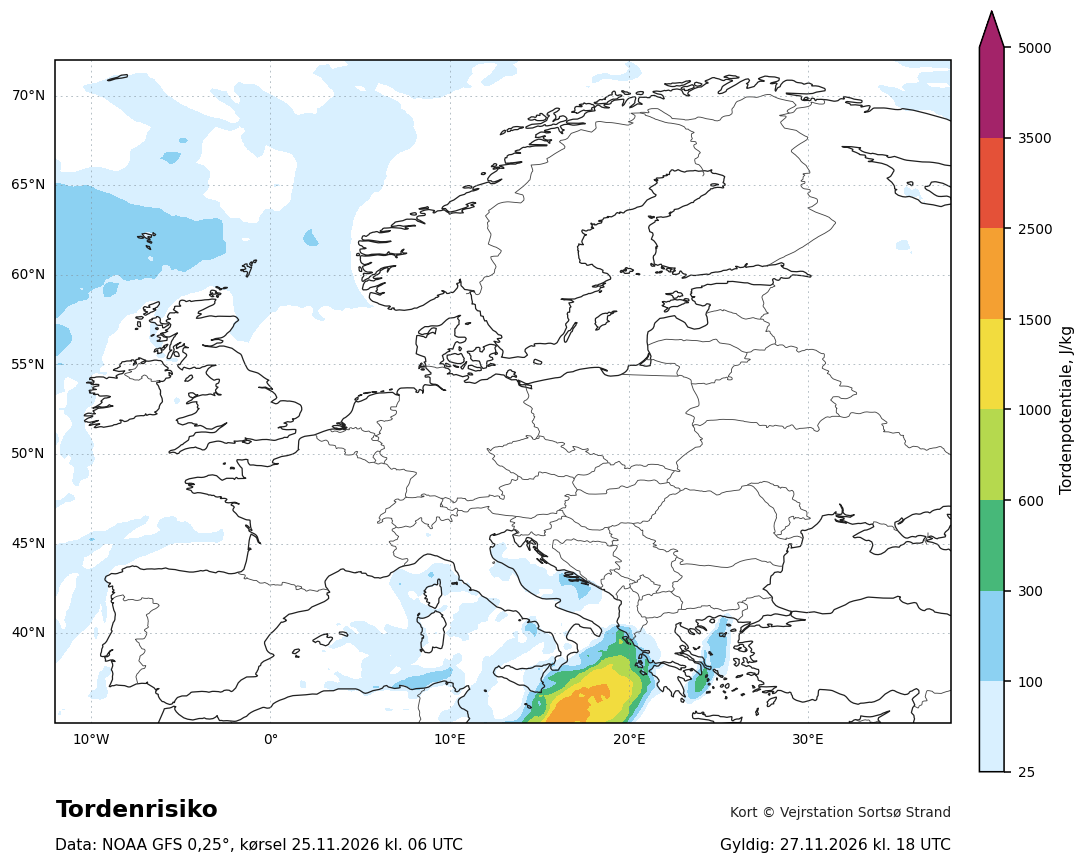 5000
3500
2500
1500
1000
600
300
100
25
Tordenpotentiale, J/kg
70°N
65°N
60°N
55°N
50°N
45°N
40°N
10°W
0°
10°E
20°E
30°E
Tordenrisiko
Kort © Vejrstation Sortsø Strand
Data: NOAA GFS 0,25°, kørsel 25.11.2026 kl. 06 UTC
Gyldig: 27.11.2026 kl. 18 UTC